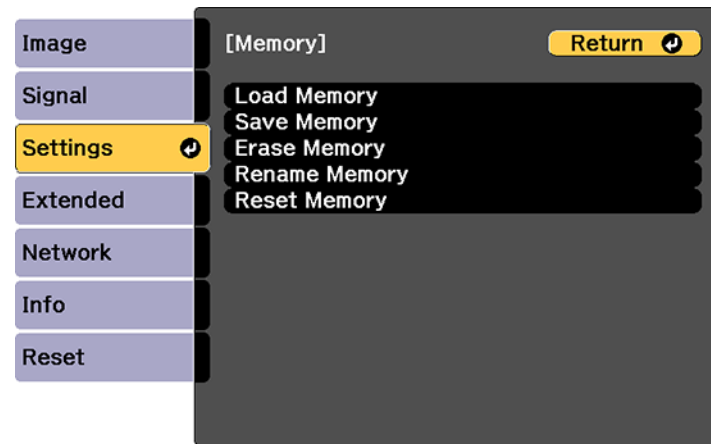 Image
Signal
Settings
Extended
Network
Info
Reset
[Memory]
Return
Load Memory
Save Memory
Erase Memory
Rename Memory
Reset Memory